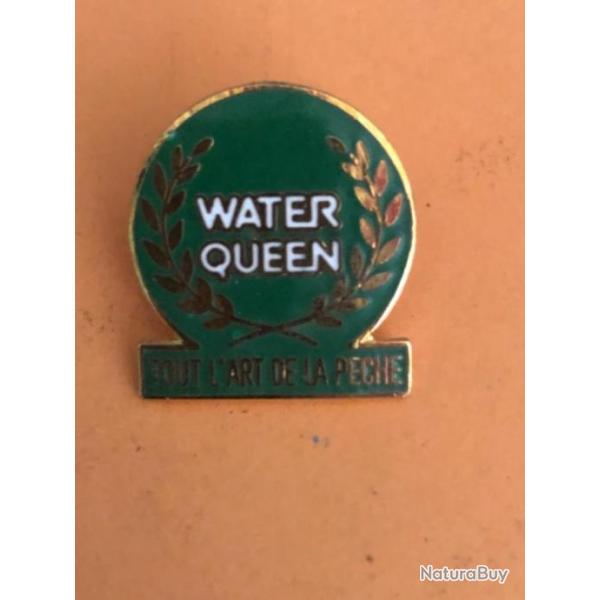 WATER
QUEEN
TOUT L'ART DE LA PECHE
NaturaBuy